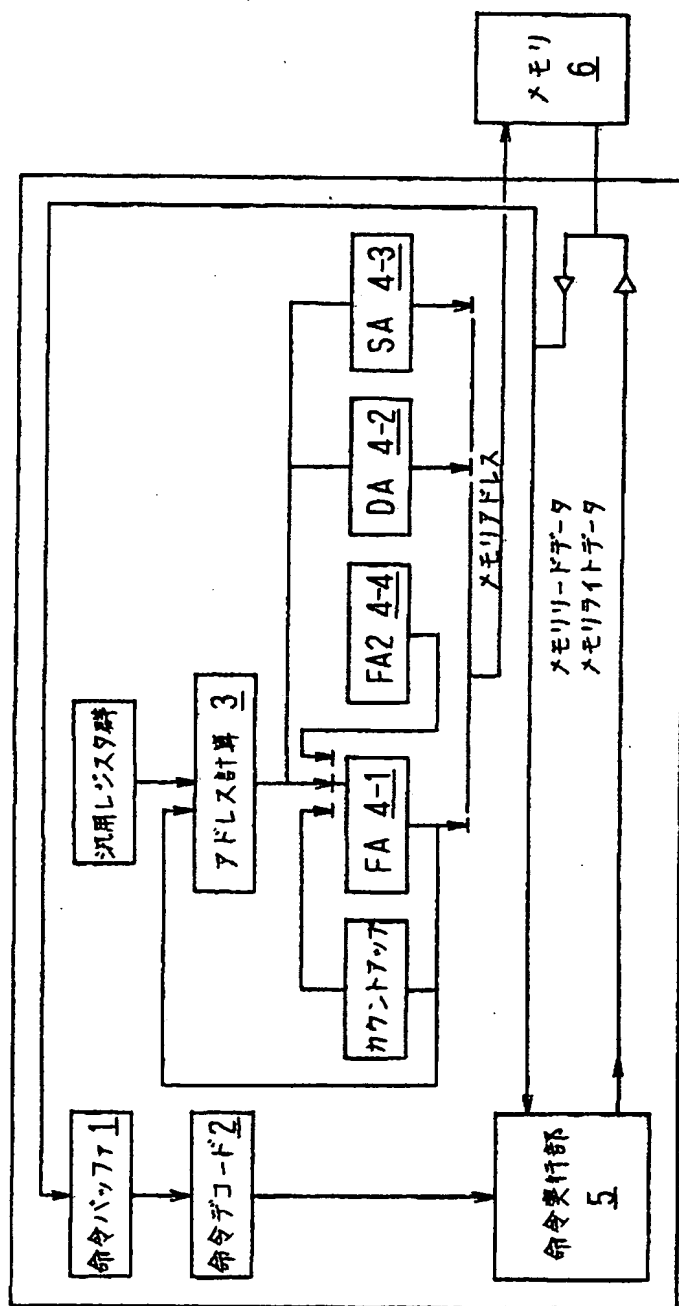 命令バッファ 1
命令デコード 2
汎用レジスタ群
アドレス計算 3
カウントアップ
FA 4-1
FA2 4-4
DA 4-2
SA 4-3
メモリアドレス
命令実行部
5
メモリリードデータ
メモリライトデータ
メモリ
6